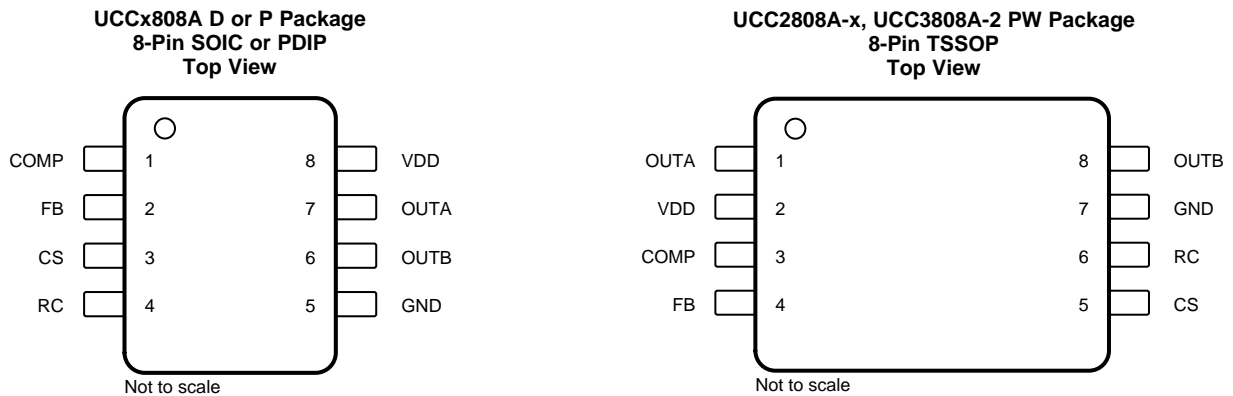 UCCx808A D or P Package
8-Pin SOIC or PDIP
Top View
COMP 1 8 VDD
FB 2 7 OUTA
CS 3 6 OUTB
RC 4 5 GND
Not to scale
UCC2808A-x, UCC3808A-2 PW Package
8-Pin TSSOP
Top View
OUTA 1 8 OUTB
VDD 2 7 GND
COMP 3 6 RC
FB 4 5 CS
Not to scale